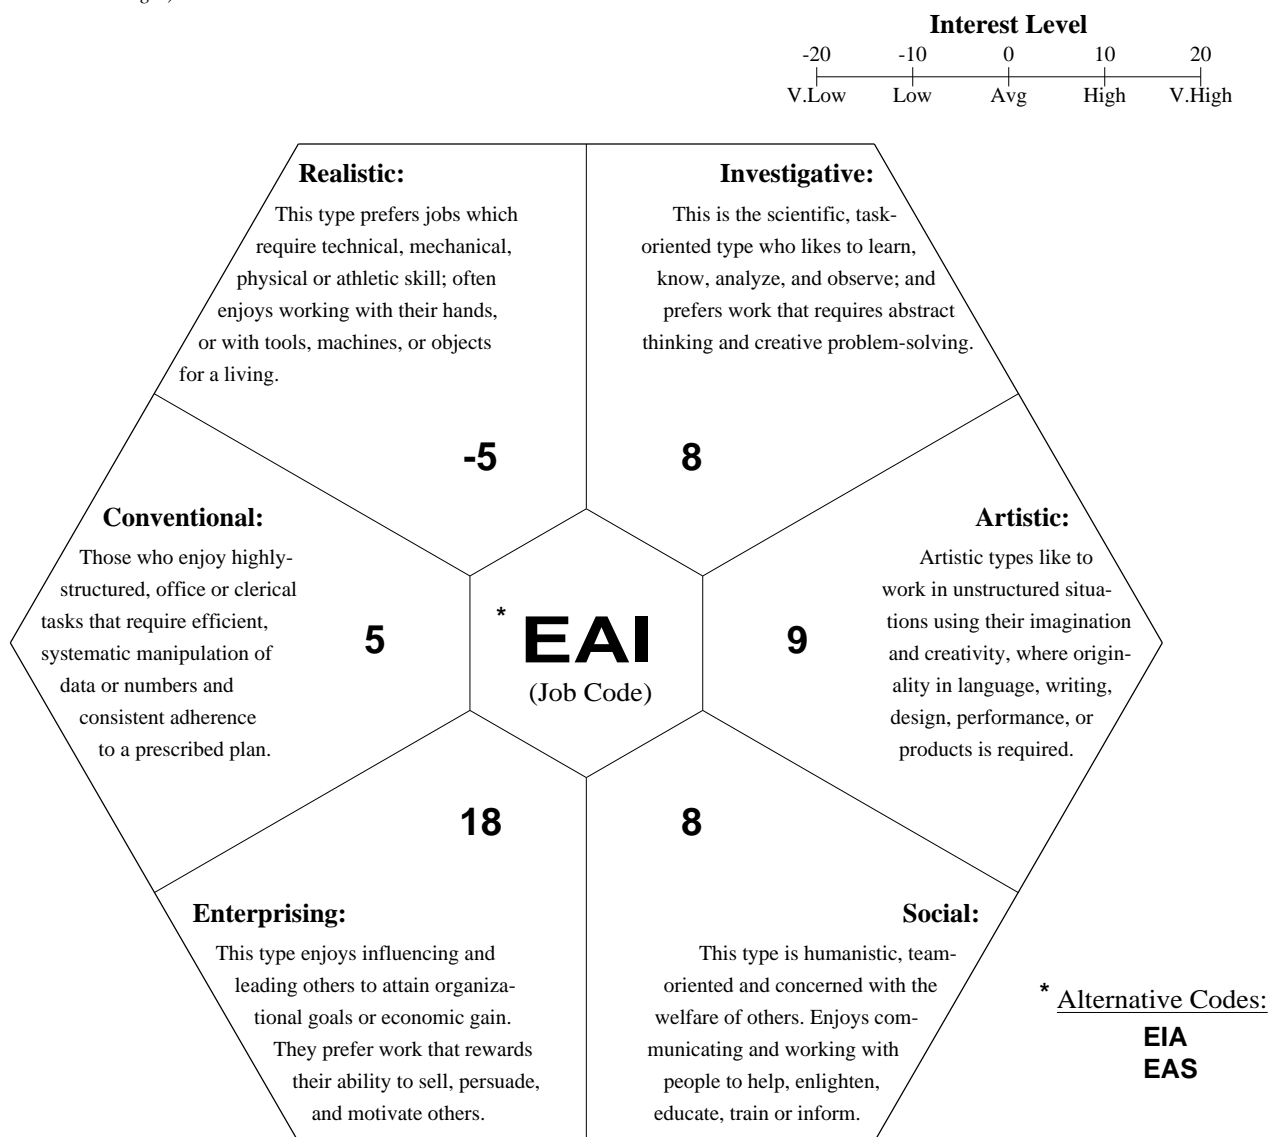 Interest Level
-20 -10 0 10 20
V.Low Low Avg High V.High
Realistic:
This type prefers jobs which
require technical, mechanical,
physical or athletic skill; often
enjoys working with their hands,
or with tools, machines, or objects
for a living.
-5
Investigative:
This is the scientific, task-
oriented type who likes to learn,
know, analyze, and observe; and
prefers work that requires abstract
thinking and creative problem-solving.
8
Conventional:
Those who enjoy highly-
structured, office or clerical
tasks that require efficient,
systematic manipulation of
data or numbers and
consistent adherence
to a prescribed plan.
5
* EAI
(Job Code)
Artistic:
Artistic types like to
work in unstructured situa-
tions using their imagination
and creativity, where origin-
ality in language, writing,
design, performance, or
products is required.
9
18
Enterprising:
This type enjoys influencing and
leading others to attain organiza-
tional goals or economic gain.
They prefer work that rewards
their ability to sell, persuade,
and motivate others.
8
Social:
This type is humanistic, team-
oriented and concerned with the
welfare of others. Enjoys com-
municating and working with
people to help, enlighten,
educate, train or inform.
* Alternative Codes:
EIA
EAS